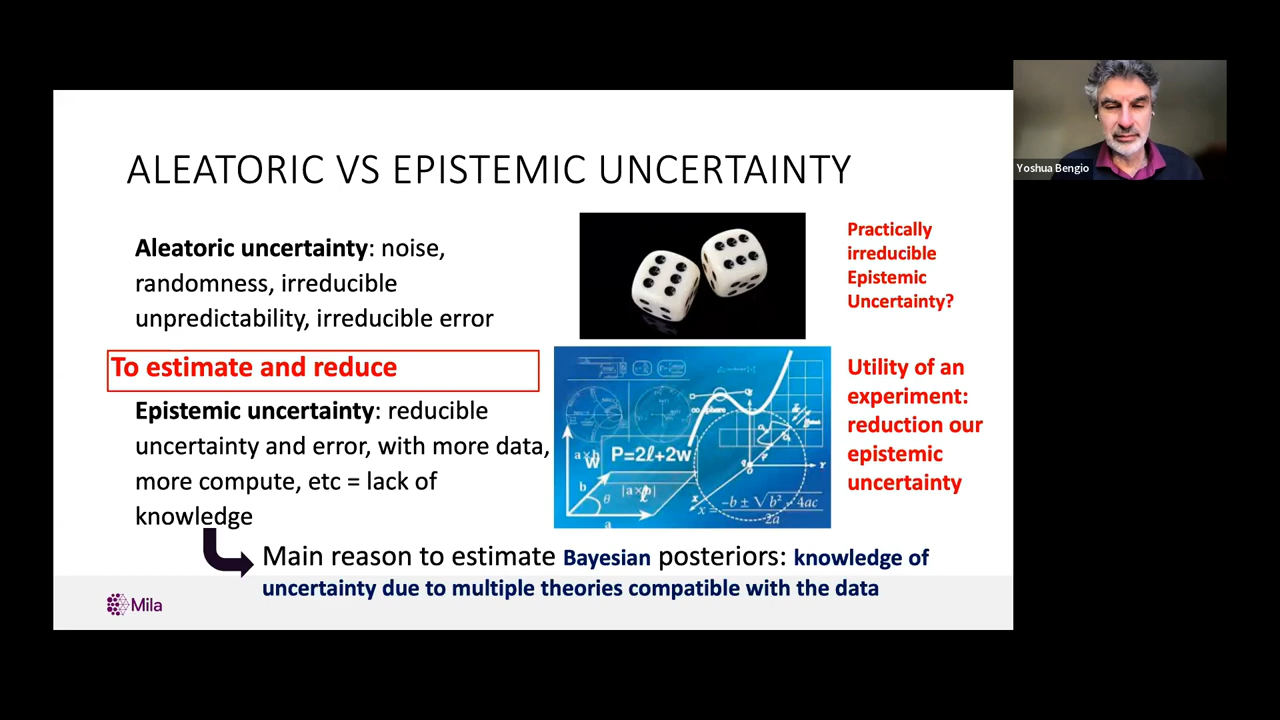 ALEATORIC VS EPISTEMIC UNCERTAINTY
Aleatoric uncertainty: noise,
randomness, irreducible
unpredictability, irreducible error
To estimate and reduce
Epistemic uncertainty: reducible
uncertainty and error, with more data,
more compute, etc = lack of
knowledge
Practically
irreducible
Epistemic
Uncertainty?
P=2ℓ+2w
a×b
w
b
θ
|a×b|
ℓ
a
x = -b ± √b² - 4ac
2a
Utility of an
experiment:
reduction our
epistemic
uncertainty
Main reason to estimate Bayesian posteriors: knowledge of
uncertainty due to multiple theories compatible with the data
Mila
Yoshua Bengio